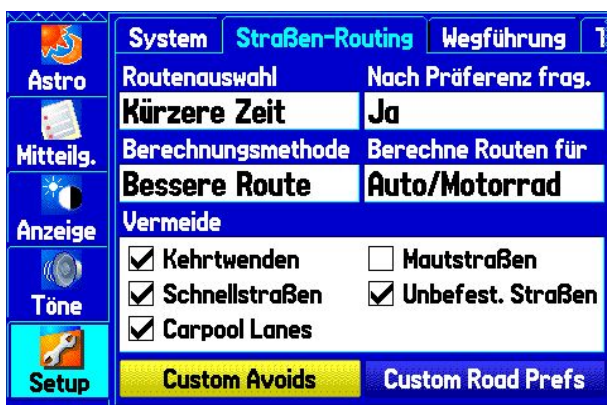 System Straßen-Routing Wegführung
Astro
Mitteilg.
Anzeige
Töne
Setup
Routenauswahl Nach Präferenz frag.
Kürzere Zeit Ja
Berechnungsmethode Berechne Routen für
Bessere Route Auto/Motorrad
Vermeide
Kehrtwenden Mautstraßen
Schnellstraßen Unbefest. Straßen
Carpool Lanes
Custom Avoids Custom Road Prefs